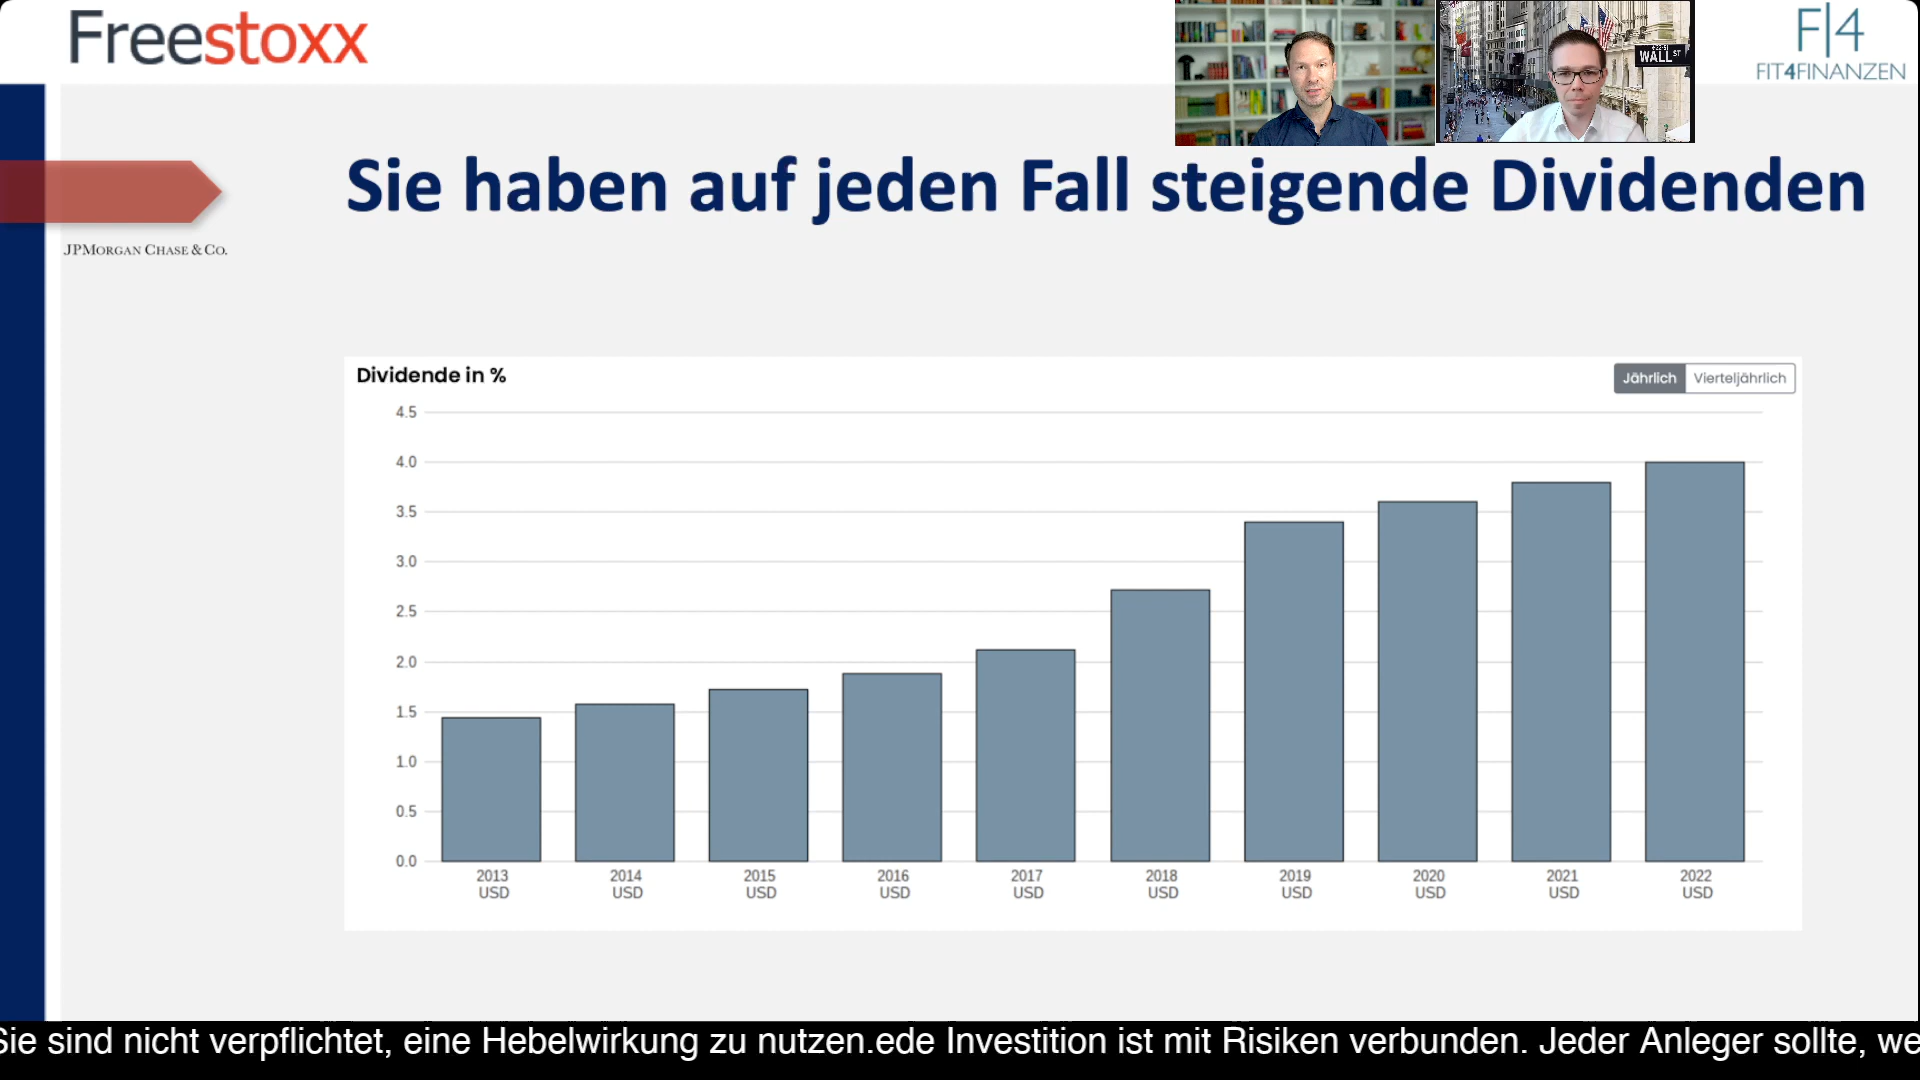 Freestoxx
WALL ST
F|4
FIT4FINANZEN
Sie haben auf jeden Fall steigende Dividenden
JPMORGAN CHASE & CO.
Dividende in %
Jährlich Vierteljährlich
4.5
4.0
3.5
3.0
2.5
2.0
1.5
1.0
0.5
0.0
2013 2014 2015 2016 2017 2018 2019 2020 2021 2022
USD USD USD USD USD USD USD USD USD USD
Sie sind nicht verpflichtet, eine Hebelwirkung zu nutzen.ede Investition ist mit Risiken verbunden. Jeder Anleger sollte, we